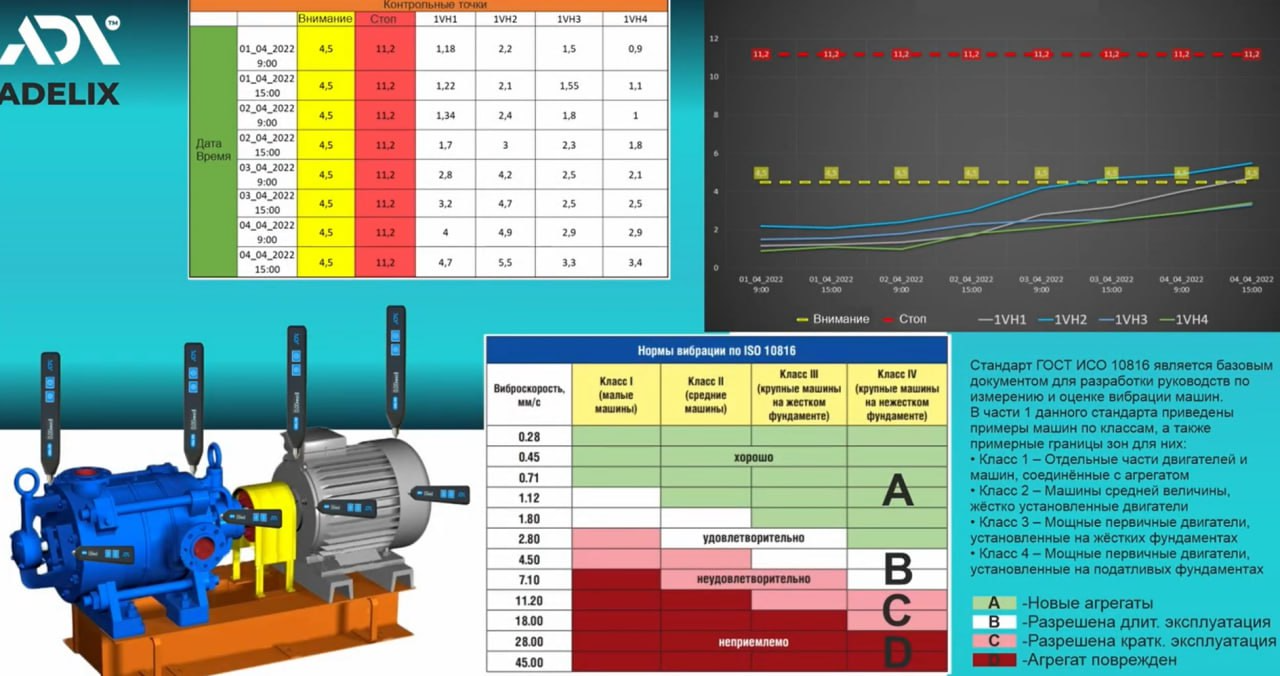 ADX™
ADELIX
Контрольные точки
Внимание Стоп 1VH1 1VH2 1VH3 1VH4
Дата
Время
01_04_2022
9:00 4,5 11,2 1,18 2,2 1,5 0,9
01_04_2022
15:00 4,5 11,2 1,22 2,1 1,55 1,1
02_04_2022
9:00 4,5 11,2 1,34 2,4 1,8 1
02_04_2022
15:00 4,5 11,2 1,7 3 2,3 1,8
03_04_2022
9:00 4,5 11,2 2,8 4,2 2,5 2,1
03_04_2022
15:00 4,5 11,2 3,2 4,7 2,5 2,5
04_04_2022
9:00 4,5 11,2 4 4,9 2,9 2,9
04_04_2022
15:00 4,5 11,2 4,7 5,5 3,3 3,4
12
11,2 11,2 11,2 11,2 11,2 11,2 11,2 11,2
10
8
6
4,5 4,5 4,5 4,5 4,5 4,5 4,5 4,5
4
2
0
01_04_2022 01_04_2022 02_04_2022 02_04_2022 03_04_2022 03_04_2022 04_04_2022 04_04_2022
9:00 15:00 9:00 15:00 9:00 15:00 9:00 15:00
Внимание Стоп 1VH1 1VH2 1VH3 1VH4
Нормы вибрации по ISO 10816
Виброскорость,
мм/с
Класс I
(малые
машины)
Класс II
(средние
машины)
Класс III
(крупные машины
на жестком
фундаменте)
Класс IV
(крупные машины
на нежестком
фундаменте)
0.28
0.45 хорошо
0.71
1.12 A
1.80
2.80 удовлетворительно
4.50 B
7.10 неудовлетворительно
11.20 C
18.00
28.00 неприемлемо D
45.00
Стандарт ГОСТ ИСО 10816 является базовым
документом для разработки руководств по
измерению и оценке вибрации машин.
В части 1 данного стандарта приведены
примеры машин по классам, а также
примерные границы зон для них:
• Класс 1 – Отдельные части двигателей и
машин, соединённые с агрегатом
• Класс 2 – Машины средней величины,
жёстко установленные двигатели
• Класс 3 – Мощные первичные двигатели,
установленные на жёстких фундаментах
• Класс 4 – Мощные первичные двигатели,
установленные на податливых фундаментах
A -Новые агрегаты
B -Разрешена длит. эксплуатация
C -Разрешена кратк. эксплуатация
D -Агрегат поврежден